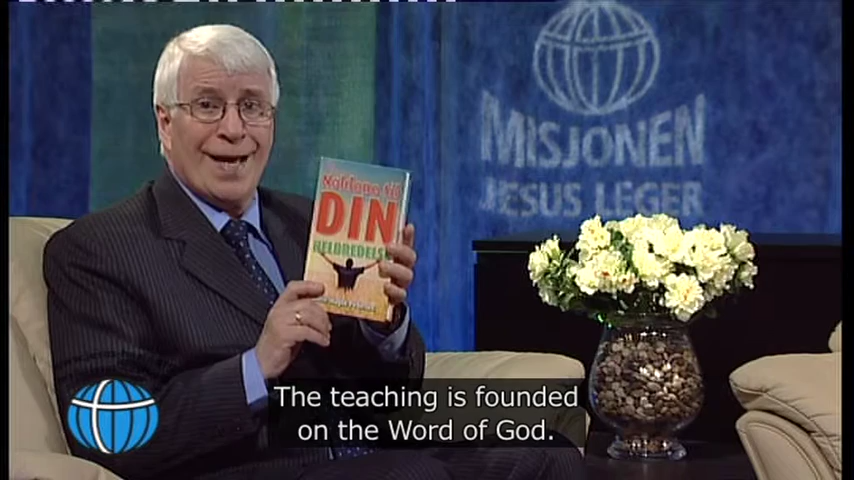 MISJONEN
JESUS LEGER
Nøkkelen til
DIN
HELBREDELSE
The teaching is founded
on the Word of God.